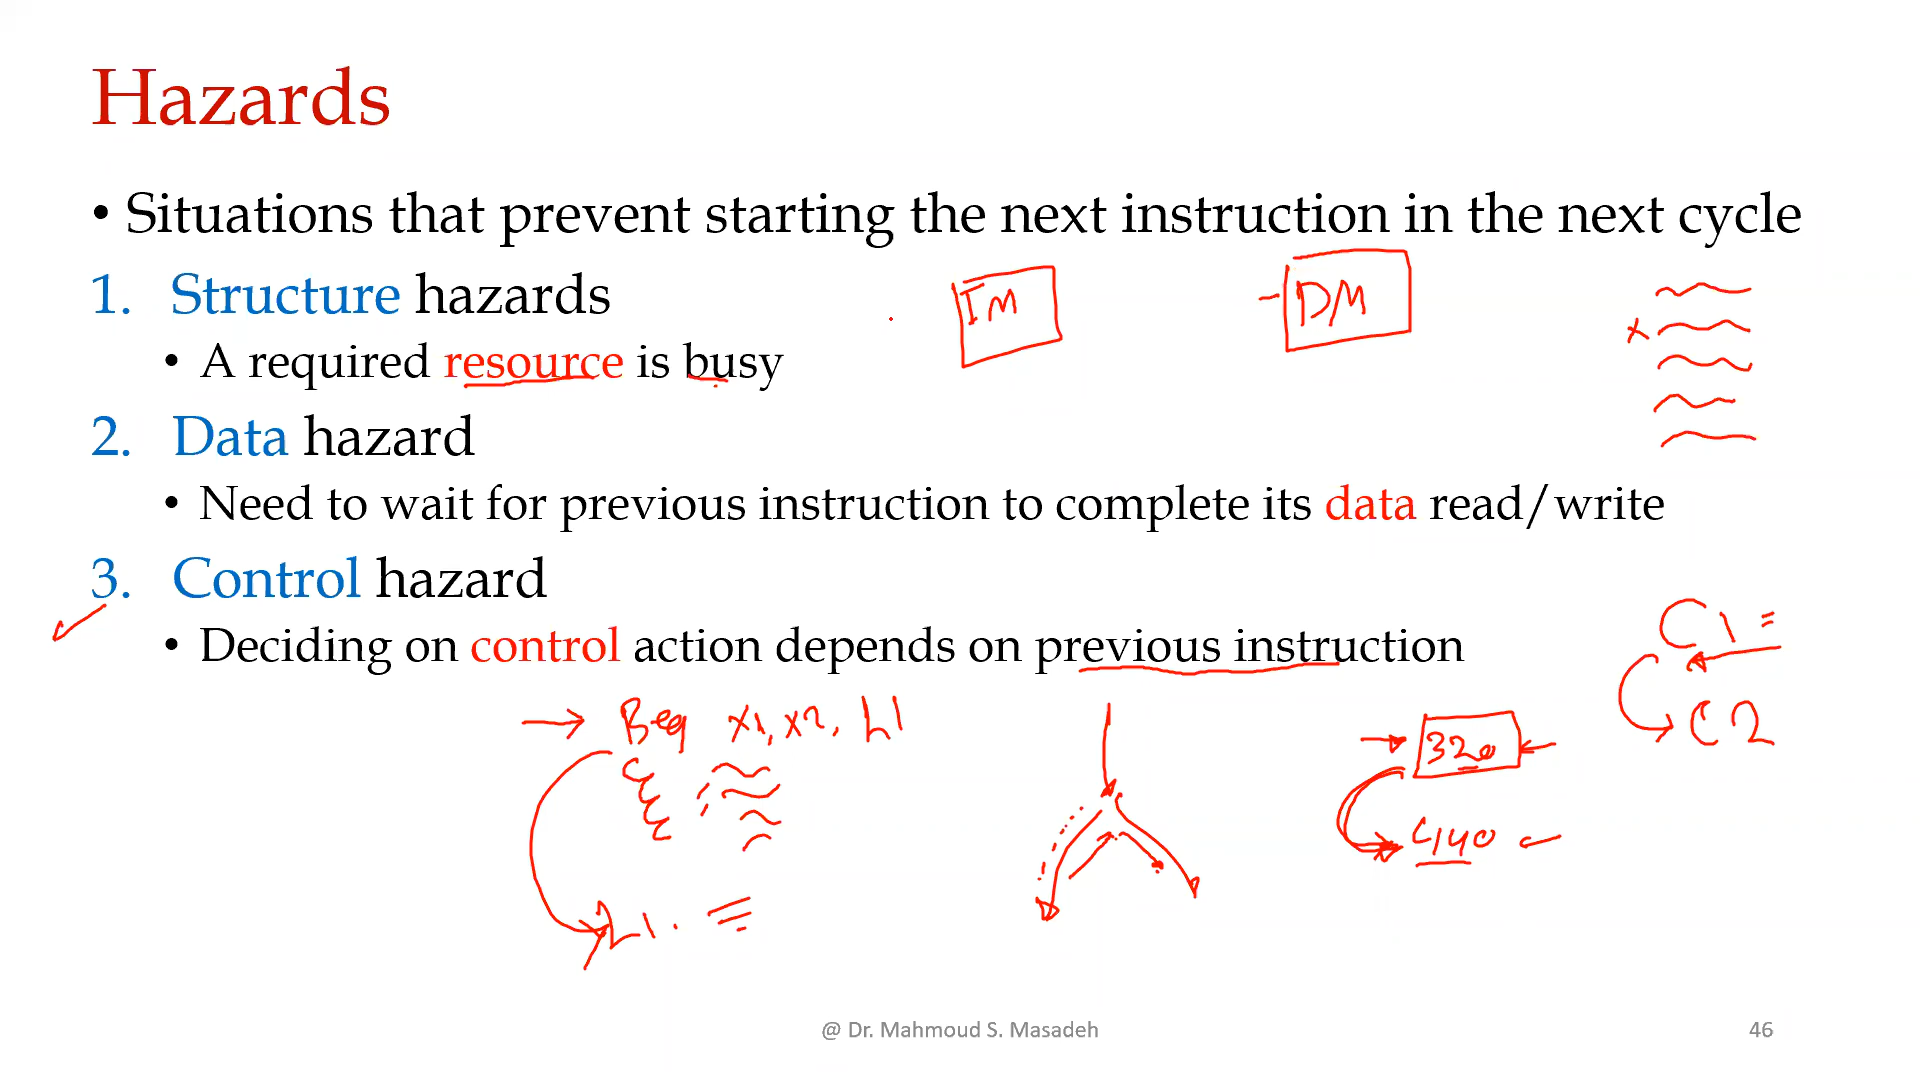 Hazards
• Situations that prevent starting the next instruction in the next cycle
1. Structure hazards
IM
DM
• A required resource is busy
2. Data hazard
• Need to wait for previous instruction to complete its data read/write
3. Control hazard
• Deciding on control action depends on previous instruction
C1 =
C2
Beq x1, x2, L1
320
440
L1:
@ Dr. Mahmoud S. Masadeh
46